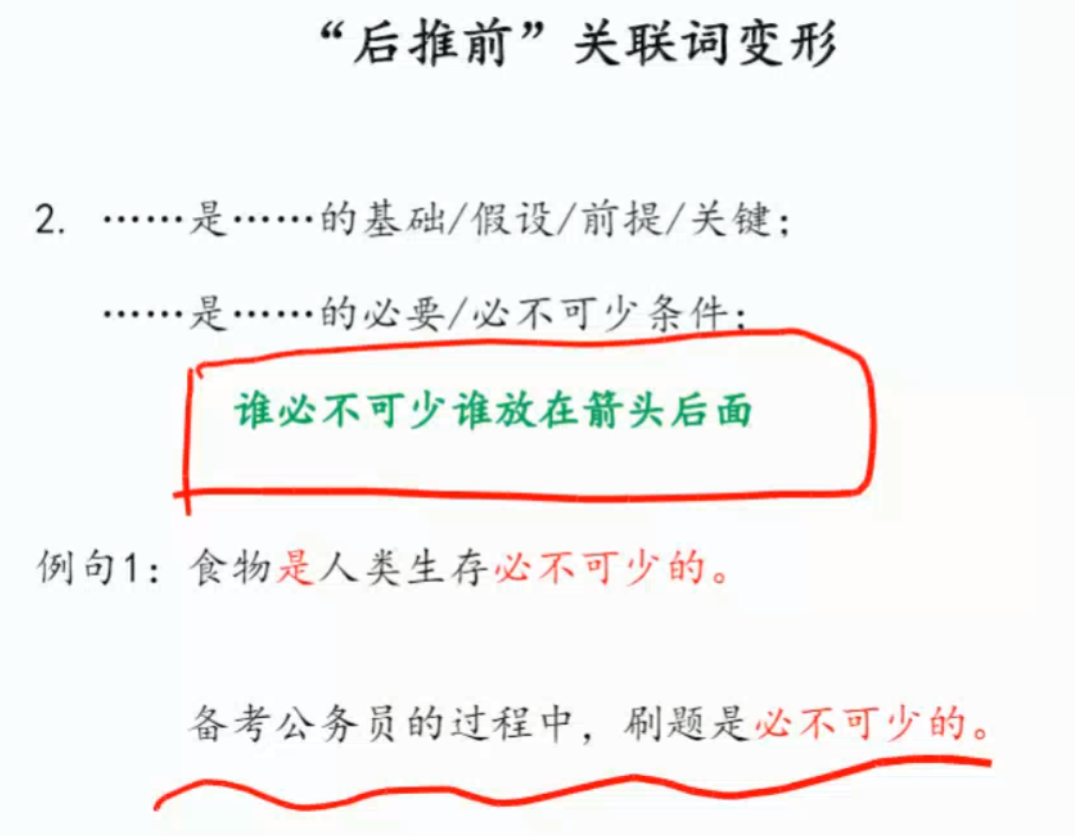 “后推前”关联词变形
2. ……是……的基础/假设/前提/关键；
……是……的必要/必不可少条件；
谁必不可少谁放在箭头后面
例句1：食物是人类生存必不可少的。
备考公务员的过程中，刷题是必不可少的。